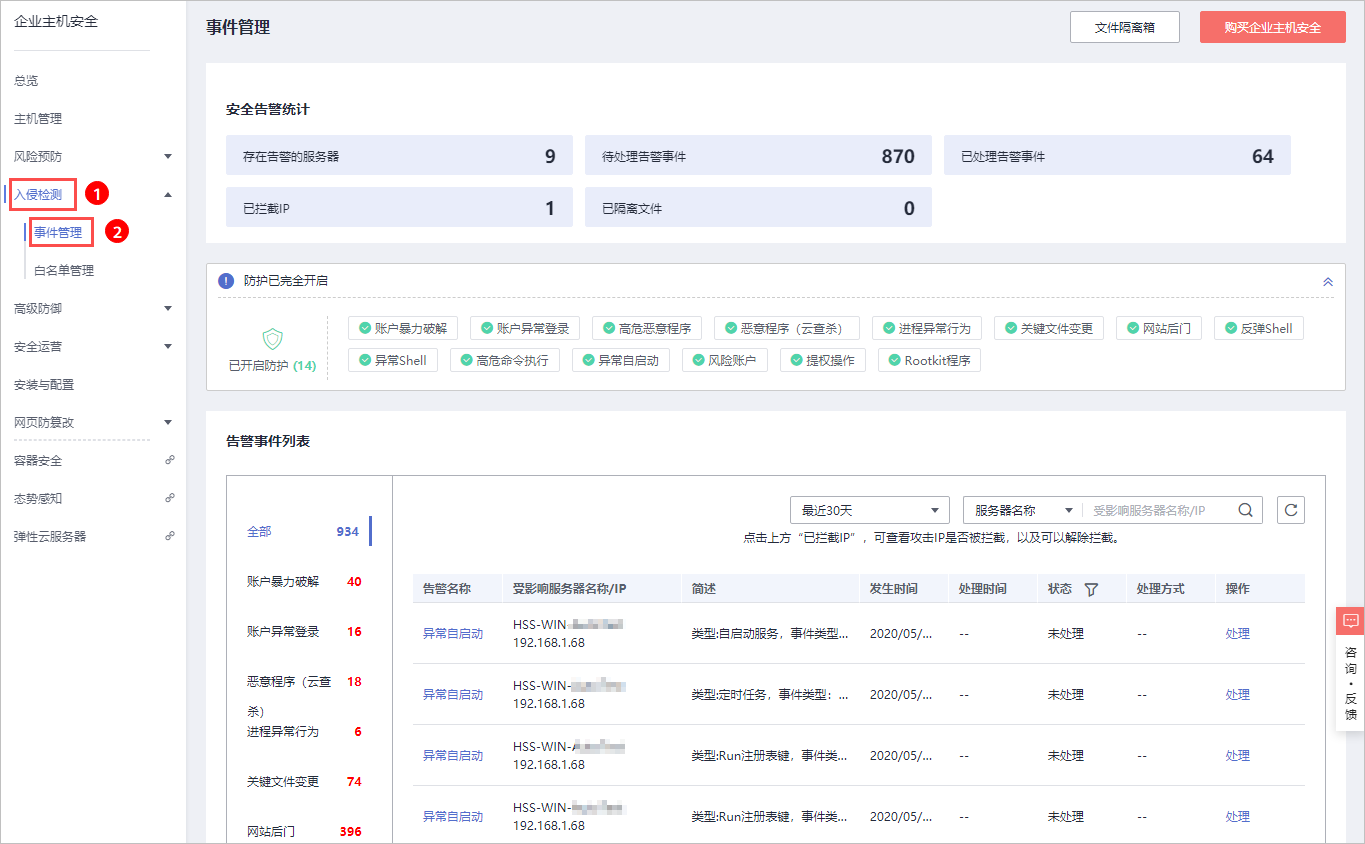 企业主机安全
总览
主机管理
风险预防
入侵检测
1
事件管理
2
白名单管理
高级防御
安全运营
安装与配置
网页防篡改
容器安全
态势感知
弹性云服务器
事件管理
文件隔离箱
购买企业主机安全
安全告警统计
存在告警的服务器 9
待处理告警事件 870
已处理告警事件 64
已拦截IP 1
已隔离文件 0
防护已完全开启
已开启防护 (14)
账户暴力破解 账户异常登录 高危恶意程序 恶意程序（云查杀） 进程异常行为 关键文件变更 网站后门 反弹Shell
异常Shell 高危命令执行 异常自启动 风险账户 提权操作 Rootkit程序
告警事件列表
全部 934
账户暴力破解 40
账户异常登录 16
恶意程序（云查 18
杀）
进程异常行为 6
关键文件变更 74
网站后门 396
最近30天 服务器名称 受影响服务器名称/IP
点击上方“已拦截IP”，可查看攻击IP是否被拦截，以及可以解除拦截。
告警名称 受影响服务器名称/IP 简述 发生时间 处理时间 状态 处理方式 操作
异常自启动 HSS-WIN- 类型:自启动服务，事件类型... 2020/05/... -- 未处理 -- 处理
192.168.1.68
异常自启动 HSS-WIN- 类型:定时任务，事件类型：... 2020/05/... -- 未处理 -- 处理
192.168.1.68
异常自启动 HSS-WIN- 类型:Run注册表键，事件类... 2020/05/... -- 未处理 -- 处理
192.168.1.68
异常自启动 HSS-WIN- 类型:Run注册表键，事件类... 2020/05/... -- 未处理 -- 处理
192.168.1.68
咨询·反馈